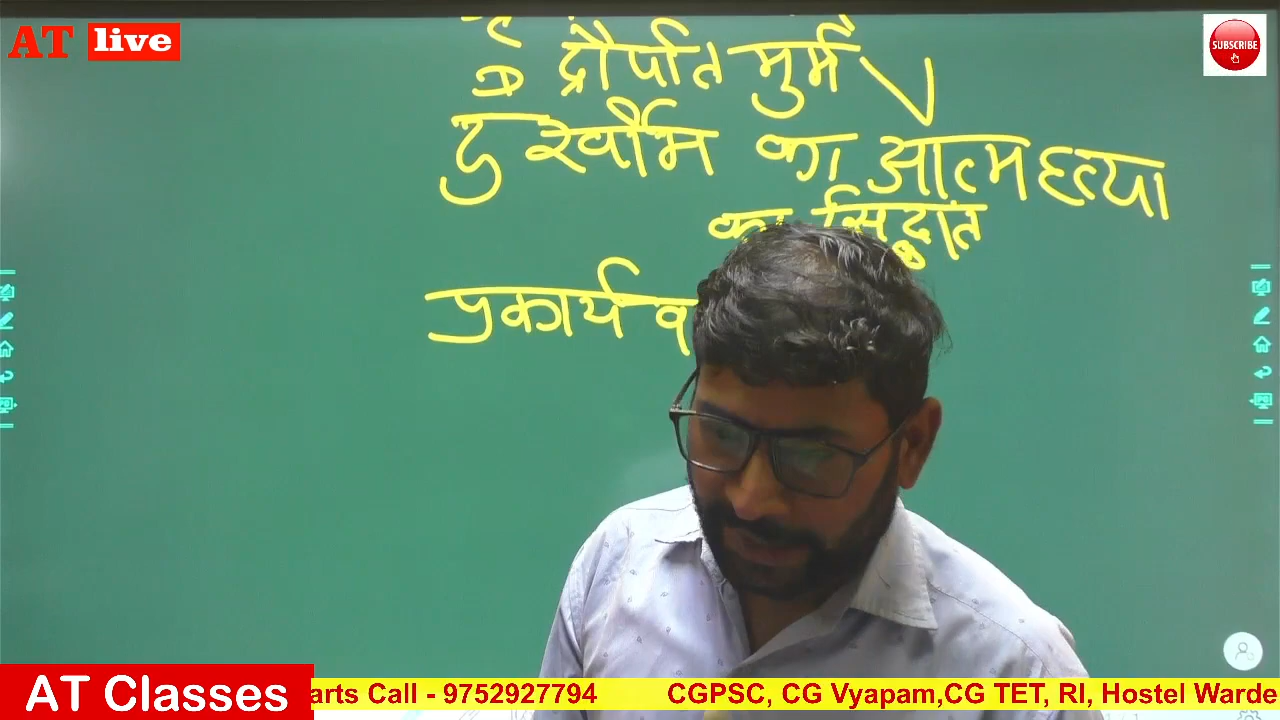 AT live
SUBSCRIBE
द्रौपति मुर्मू
दुर्खीम का आत्महत्या
का सिद्धांत
प्रकार्य व
AT Classes
arts Call - 9752927794 CGPSC, CG Vyapam,CG TET, RI, Hostel Warde